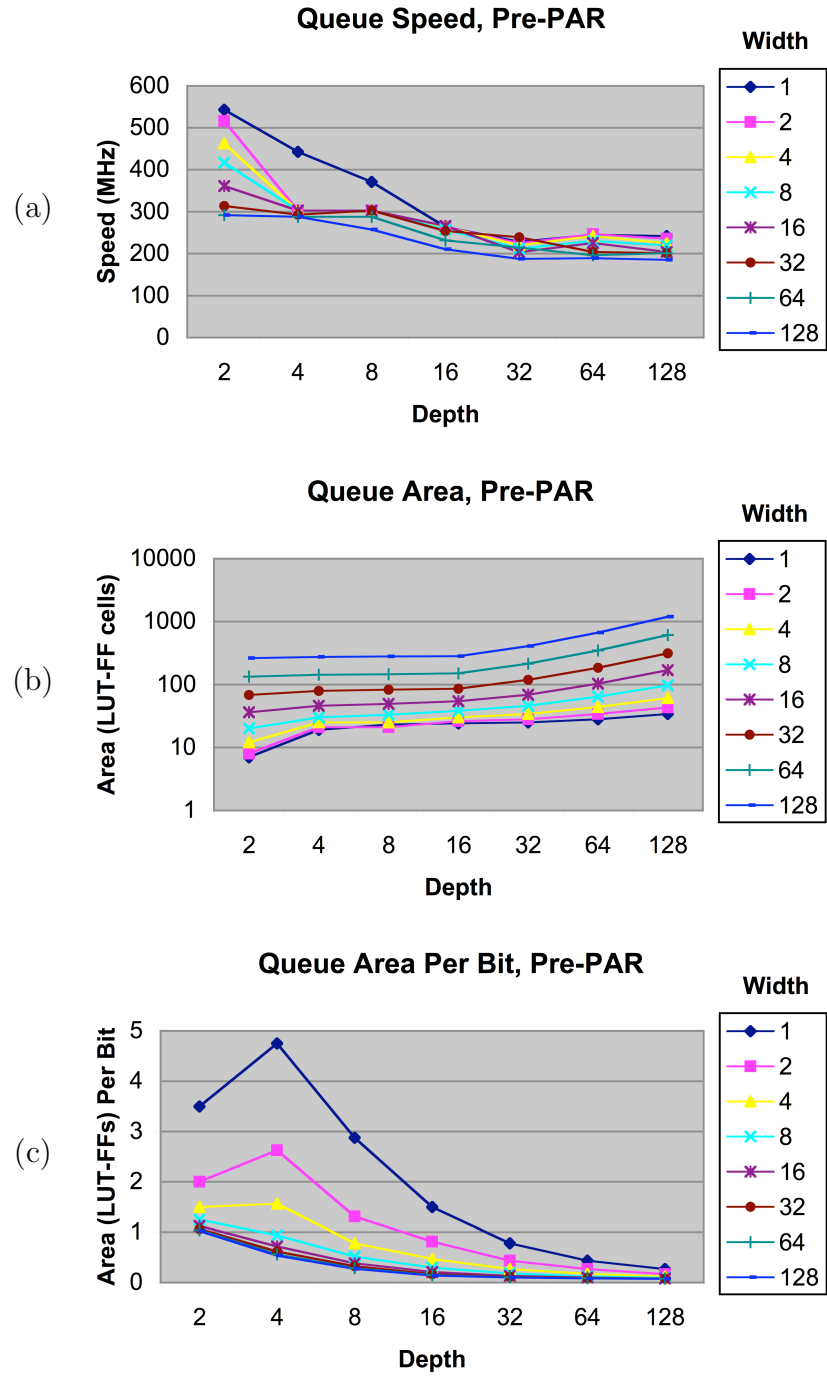 Queue Speed, Pre-PAR
Width
(a)
Speed (MHz)
600
500
400
300
200
100
0
2 4 8 16 32 64 128
Depth
1
2
4
8
16
32
64
128
Queue Area, Pre-PAR
Width
(b)
Area (LUT-FF cells)
10000
1000
100
10
1
2 4 8 16 32 64 128
Depth
1
2
4
8
16
32
64
128
Queue Area Per Bit, Pre-PAR
Width
(c)
Area (LUT-FFs) Per Bit
5
4
3
2
1
0
2 4 8 16 32 64 128
Depth
1
2
4
8
16
32
64
128